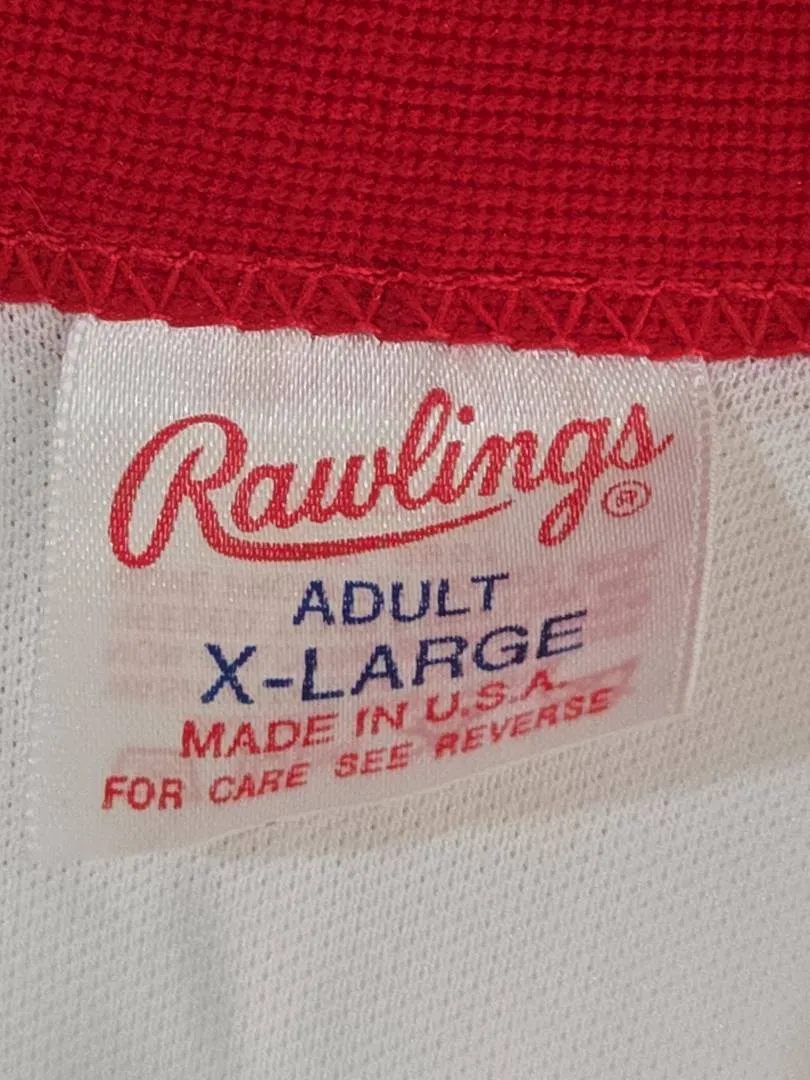 Rawlings ®
ADULT
X-LARGE
MADE IN U.S.A.
FOR CARE SEE REVERSE